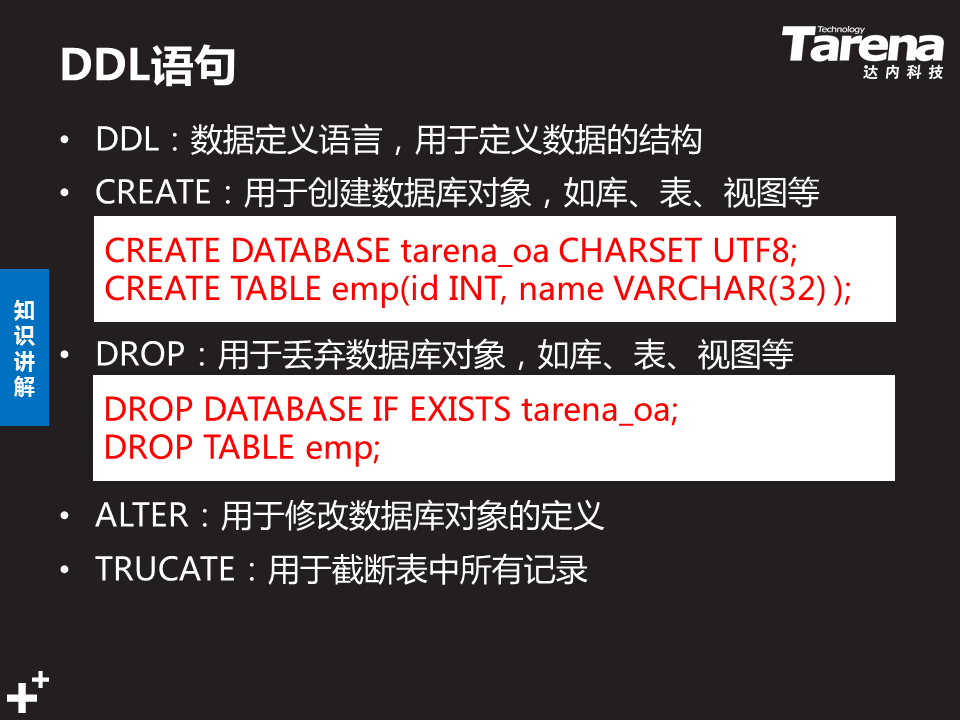 DDL语句
Technology
Tarena
达内科技
• DDL：数据定义语言，用于定义数据的结构
• CREATE：用于创建数据库对象，如库、表、视图等
CREATE DATABASE tarena_oa CHARSET UTF8;
CREATE TABLE emp(id INT, name VARCHAR(32) );
知识讲解
• DROP：用于丢弃数据库对象，如库、表、视图等
DROP DATABASE IF EXISTS tarena_oa;
DROP TABLE emp;
• ALTER：用于修改数据库对象的定义
• TRUCATE：用于截断表中所有记录